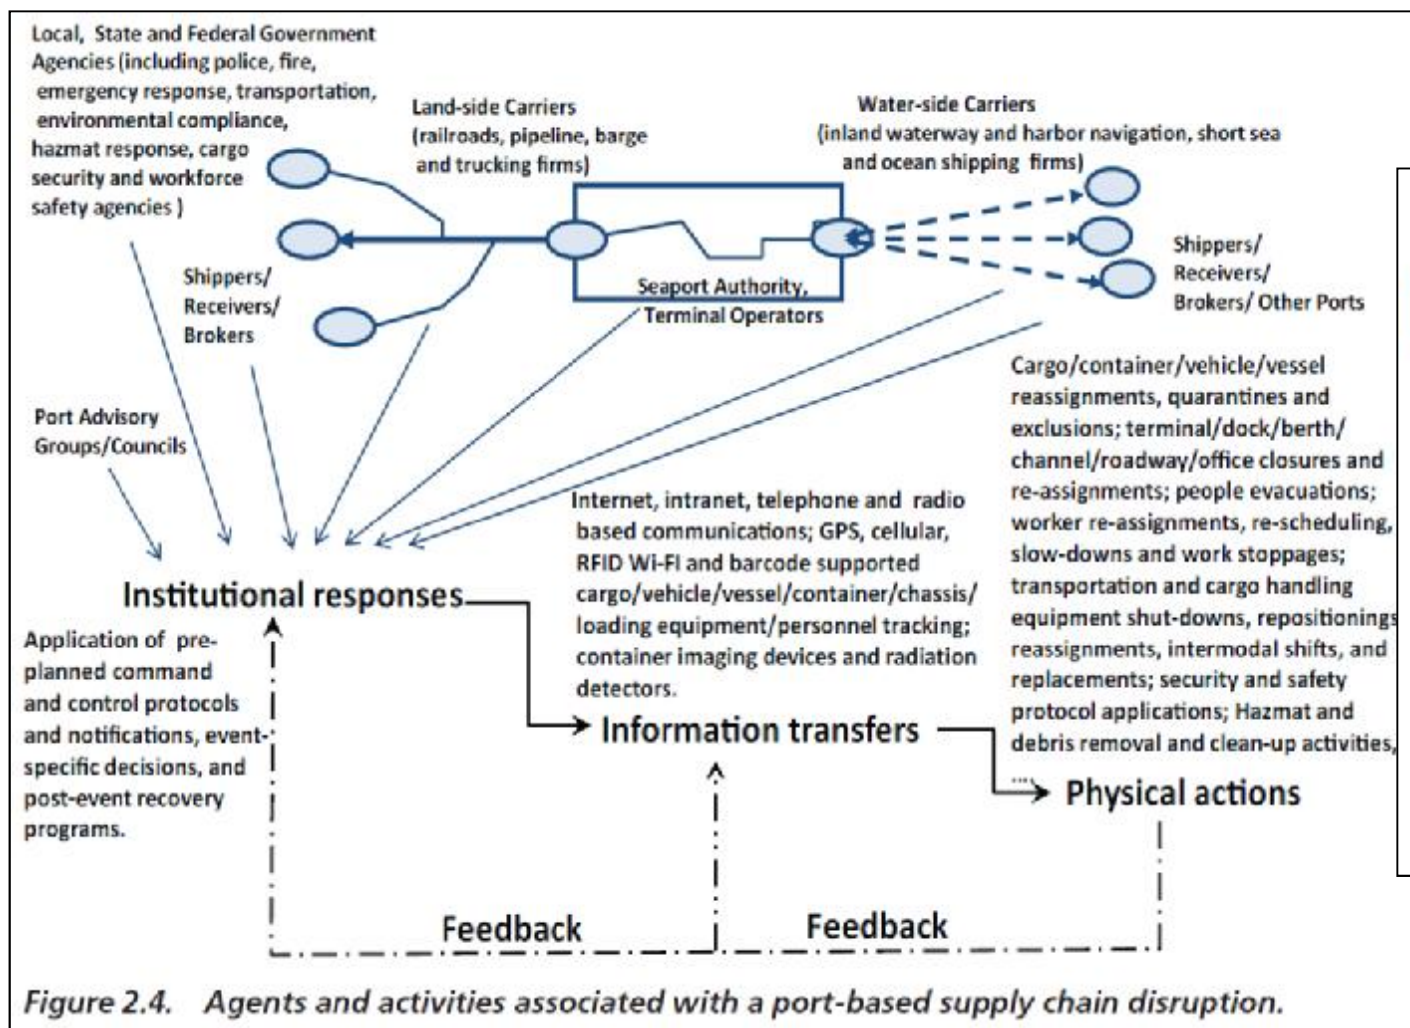 Local, State and Federal Government
Agencies (including police, fire,
emergency response, transportation,
environmental compliance,
hazmat response, cargo
security and workforce
safety agencies )
Land-side Carriers
(railroads, pipeline, barge
and trucking firms)
Water-side Carriers
(inland waterway and harbor navigation, short sea
and ocean shipping firms)
Shippers/
Receivers/
Brokers
Seaport Authority,
Terminal Operators
Shippers/
Receivers/
Brokers/ Other Ports
Port Advisory
Groups/Councils
Institutional responses
Application of pre-
planned command
and control protocols
and notifications, event-
specific decisions, and
post-event recovery
programs.
Internet, intranet, telephone and radio
based communications; GPS, cellular,
RFID Wi-FI and barcode supported
cargo/vehicle/vessel/container/chassis/
loading equipment/personnel tracking;
container imaging devices and radiation
detectors.
Information transfers
Cargo/container/vehicle/vessel
reassignments, quarantines and
exclusions; terminal/dock/berth/
channel/roadway/office closures and
re-assignments; people evacuations;
worker re-assignments, re-scheduling,
slow-downs and work stoppages;
transportation and cargo handling
equipment shut-downs, repositionings
reassignments, intermodal shifts, and
replacements; security and safety
protocol applications; Hazmat and
debris removal and clean-up activities,
....
Physical actions
Feedback
Feedback
Figure 2.4. Agents and activities associated with a port-based supply chain disruption.